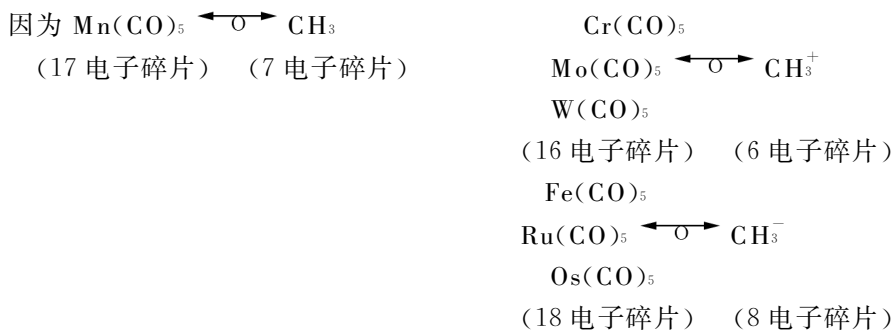 因为 Mn(CO)₅ ⟷ CH₃
O
(17 电子碎片) (7 电子碎片)
Cr(CO)₅
Mo(CO)₅ ⟷ CH₃⁺
O
W(CO)₅
(16 电子碎片) (6 电子碎片)
Fe(CO)₅
Ru(CO)₅ ⟷ CH₃⁻
O
Os(CO)₅
(18 电子碎片) (8 电子碎片)